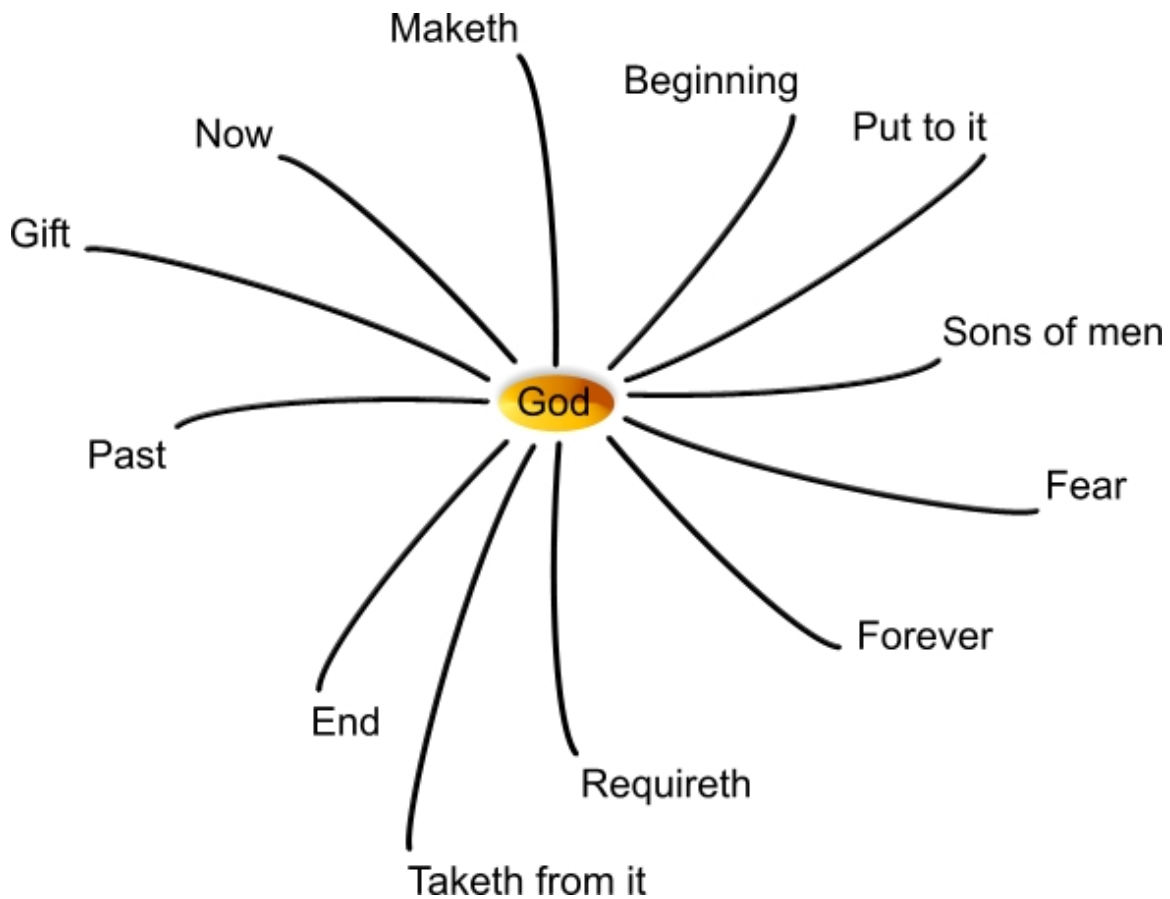 Maketh
Beginning
Put to it
Now
Gift
Sons of men
God
Past
Fear
Forever
End
Requireth
Taketh from it